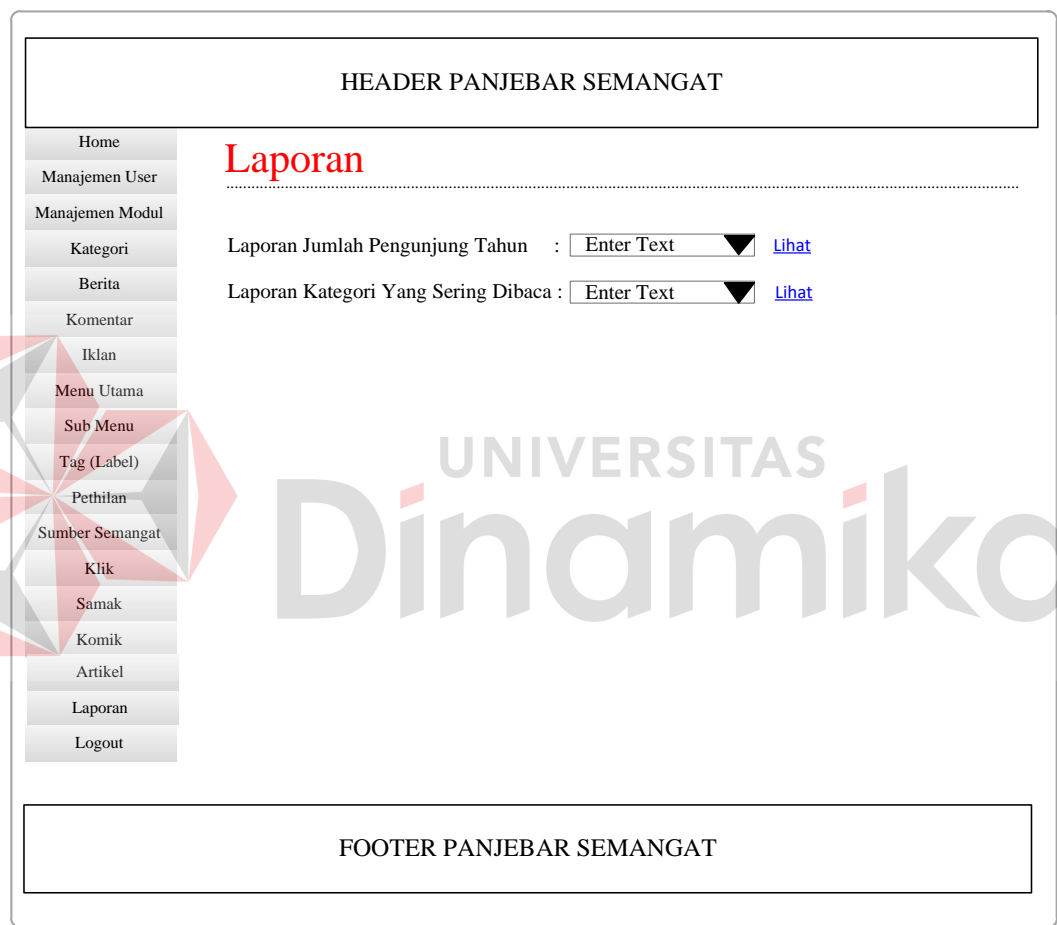 HEADER PANJEBAR SEMANGAT
Home
Manajemen User
Manajemen Modul
Kategori
Berita
Komentar
Iklan
Menu Utama
Sub Menu
Tag (Label)
Pethilan
Sumber Semangat
Klik
Samak
Komik
Artikel
Laporan
Logout
Laporan
Laporan Jumlah Pengunjung Tahun : Enter Text Lihat
Laporan Kategori Yang Sering Dibaca : Enter Text Lihat
UNIVERSITAS
Dinamika
FOOTER PANJEBAR SEMANGAT